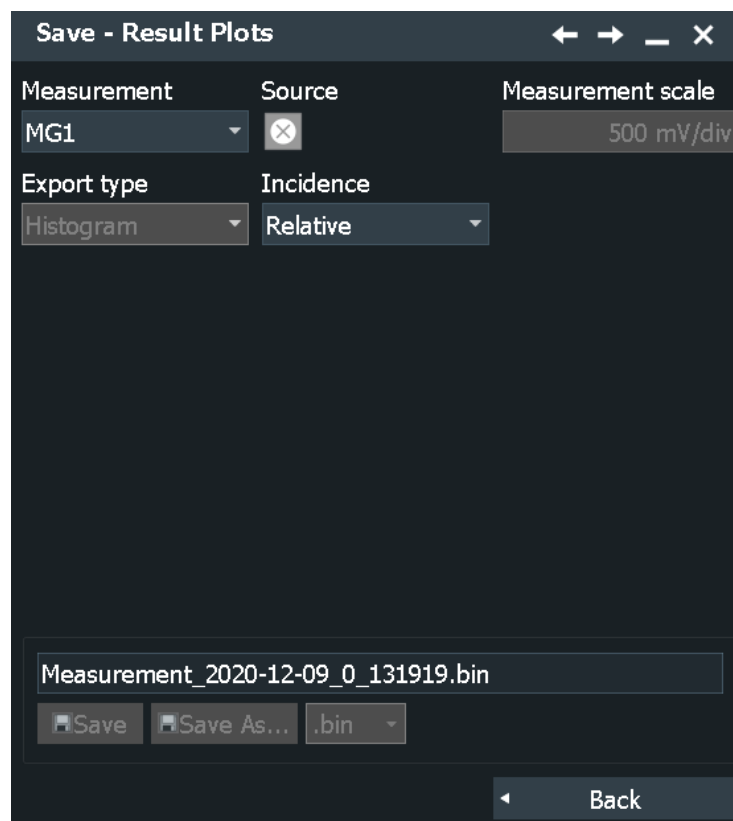 Save - Result Plots
Measurement Source Measurement scale
MG1 500 mV/div
Export type Incidence
Histogram Relative
Measurement_2020-12-09_0_131919.bin
Save Save As... .bin
Back